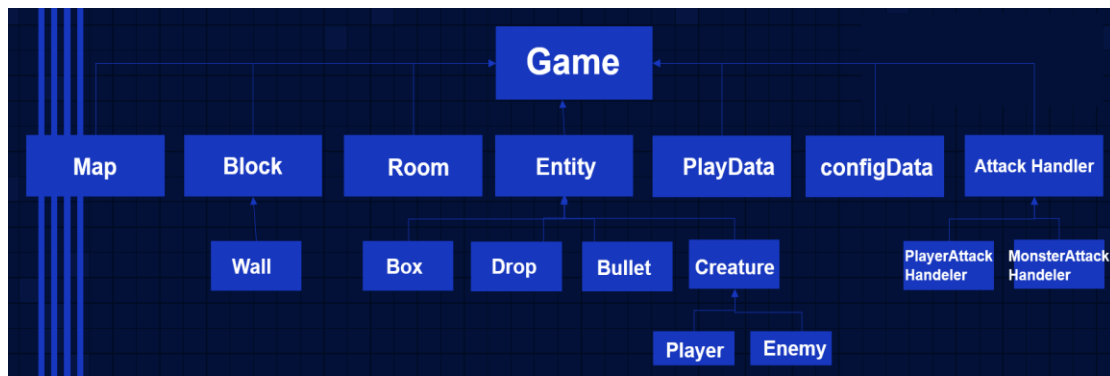 Game
Map
Block
Room
Entity
PlayData
configData
Attack Handler
Wall
Box
Drop
Bullet
Creature
PlayerAttack
Handeler
MonsterAttack
Handeler
Player
Enemy